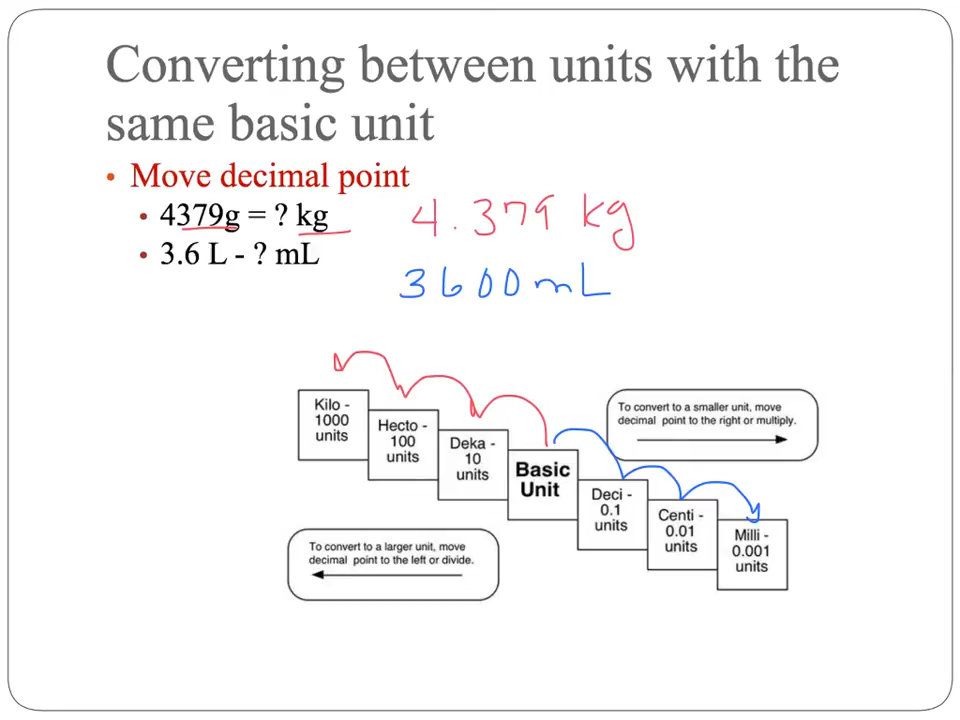 Converting between units with the
same basic unit
• Move decimal point
• 4379g = ? kg
4.379 kg
• 3.6 L - ? mL
3600mL
Kilo -
1000
units
Hecto -
100
units
Deka -
10
units
Basic
Unit
To convert to a smaller unit, move
decimal point to the right or multiply.
Deci -
0.1
units
Centi -
0.01
units
Milli -
0.001
units
To convert to a larger unit, move
decimal point to the left or divide.